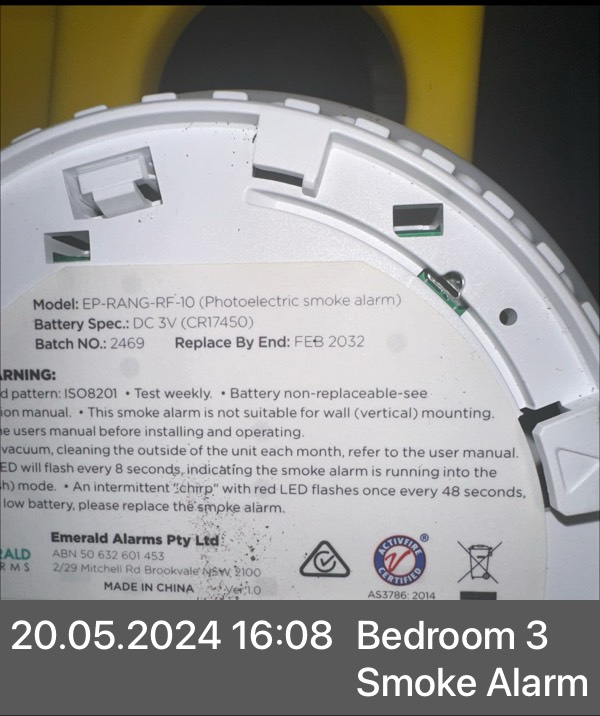 Model: EP-RANG-RF-10 (Photoelectric smoke alarm)
Battery Spec.: DC 3V (CR17450)
Batch NO.: 2469 Replace By End: FEB 2032
ARNING:
d pattern: ISO8201 • Test weekly. • Battery non-replaceable-see
ion manual. • This smoke alarm is not suitable for wall (vertical) mounting.
e users manual before installing and operating.
vacuum, cleaning the outside of the unit each month, refer to the user manual.
ED will flash every 8 seconds, indicating the smoke alarm is running into the
h) mode. • An intermittent "chirp" with red LED flashes once every 48 seconds,
low battery, please replace the smoke alarm.
Emerald Alarms Pty Ltd
ALD ABN 50 632 601 453
RMS 2/29 Mitchell Rd Brookvale NSW 2100
MADE IN CHINA Ver:1.0
ACTIVFIRE ®
CERTIFIED
AS3786: 2014
20.05.2024 16:08 Bedroom 3
Smoke Alarm